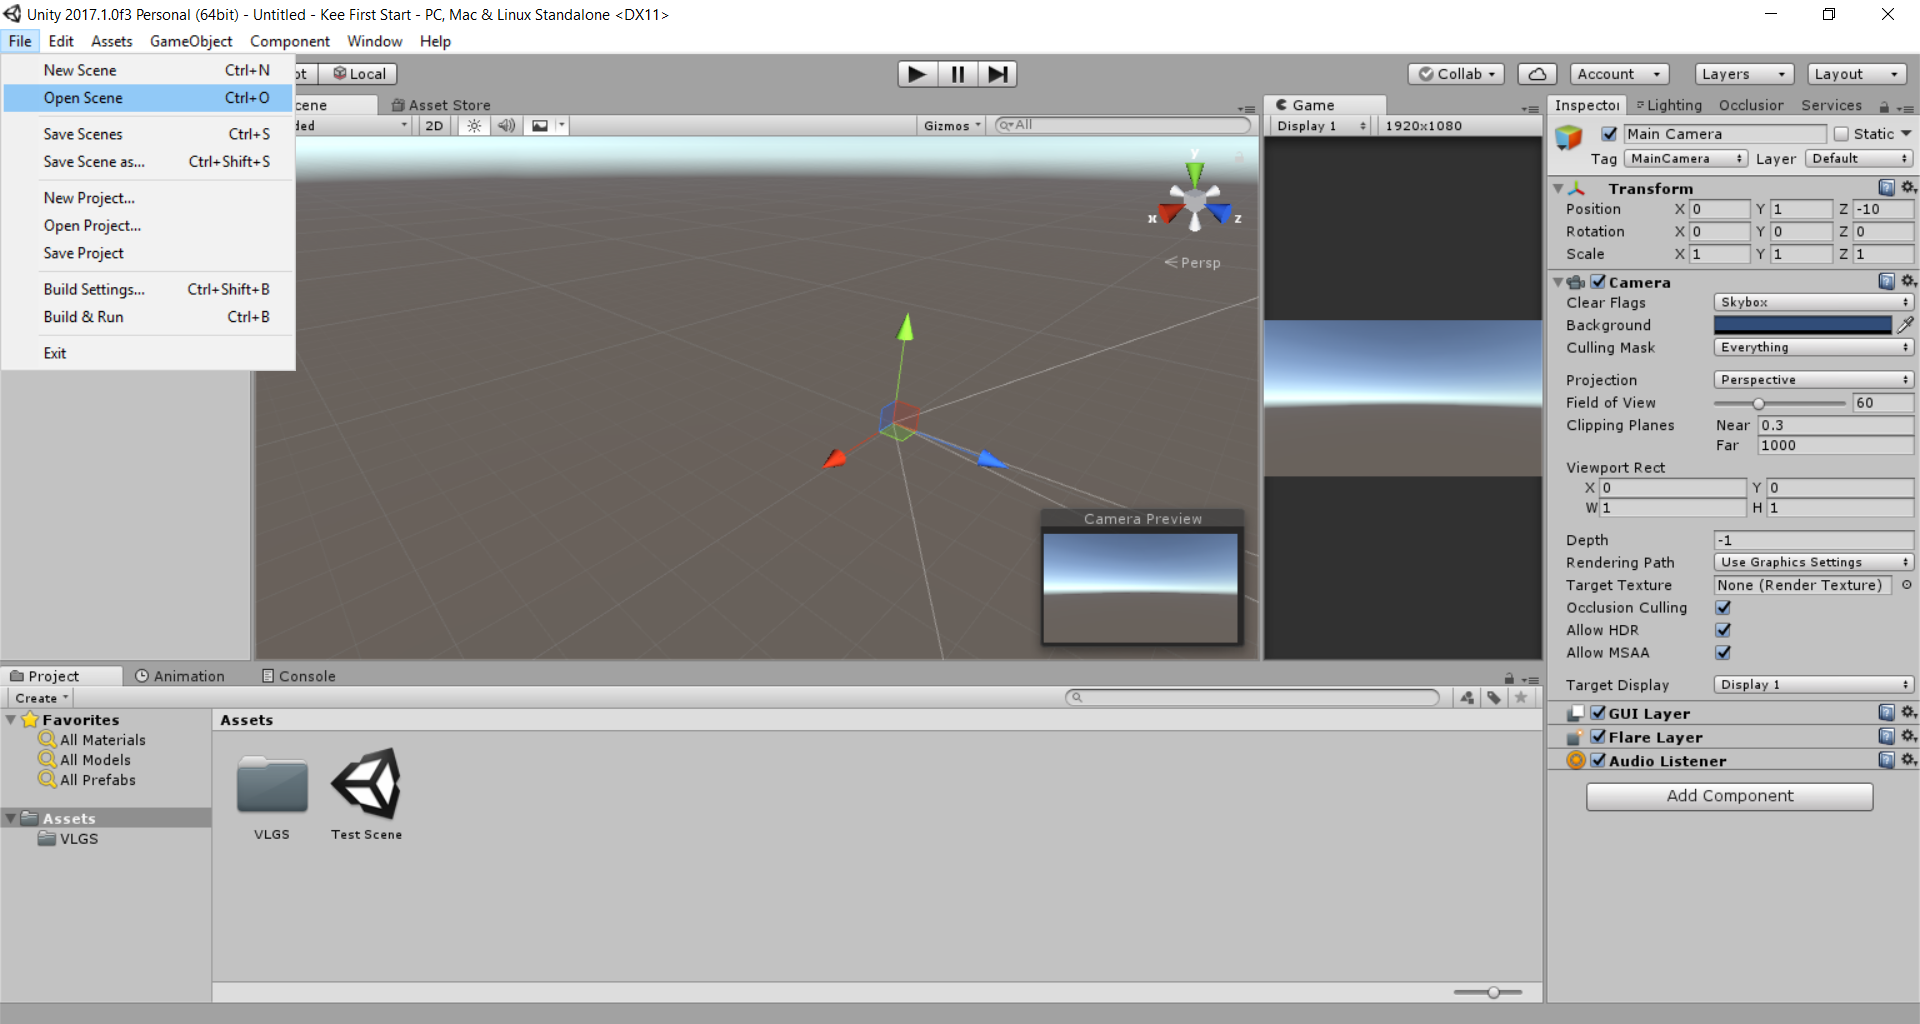 Unity 2017.1.0f3 Personal (64bit) - Untitled - Kee First Start - PC, Mac & Linux Standalone <DX11>
File Edit Assets GameObject Component Window Help
New Scene Ctrl+N
Open Scene Ctrl+O
Save Scenes Ctrl+S
Save Scene as... Ctrl+Shift+S
New Project...
Open Project...
Save Project
Build Settings... Ctrl+Shift+B
Build & Run Ctrl+B
Exit
ot Local
Collab Account Layers Layout
cene Asset Store
ded 2D Gizmos All
y
x z
Persp
Camera Preview
Game
Display 1 1920x1080
Inspector Lighting Occlusior Services
Main Camera Static
Tag MainCamera Layer Default
Transform
Position X 0 Y 1 Z -10
Rotation X 0 Y 0 Z 0
Scale X 1 Y 1 Z 1
Camera
Clear Flags Skybox
Background
Culling Mask Everything
Projection Perspective
Field of View 60
Clipping Planes Near 0.3
Far 1000
Viewport Rect
X 0 Y 0
W 1 H 1
Depth -1
Rendering Path Use Graphics Settings
Target Texture None (Render Texture)
Occlusion Culling
Allow HDR
Allow MSAA
Target Display Display 1
GUI Layer
Flare Layer
Audio Listener
Add Component
Project Animation Console
Create
Favorites
All Materials
All Models
All Prefabs
Assets
VLGS
Assets
VLGS Test Scene